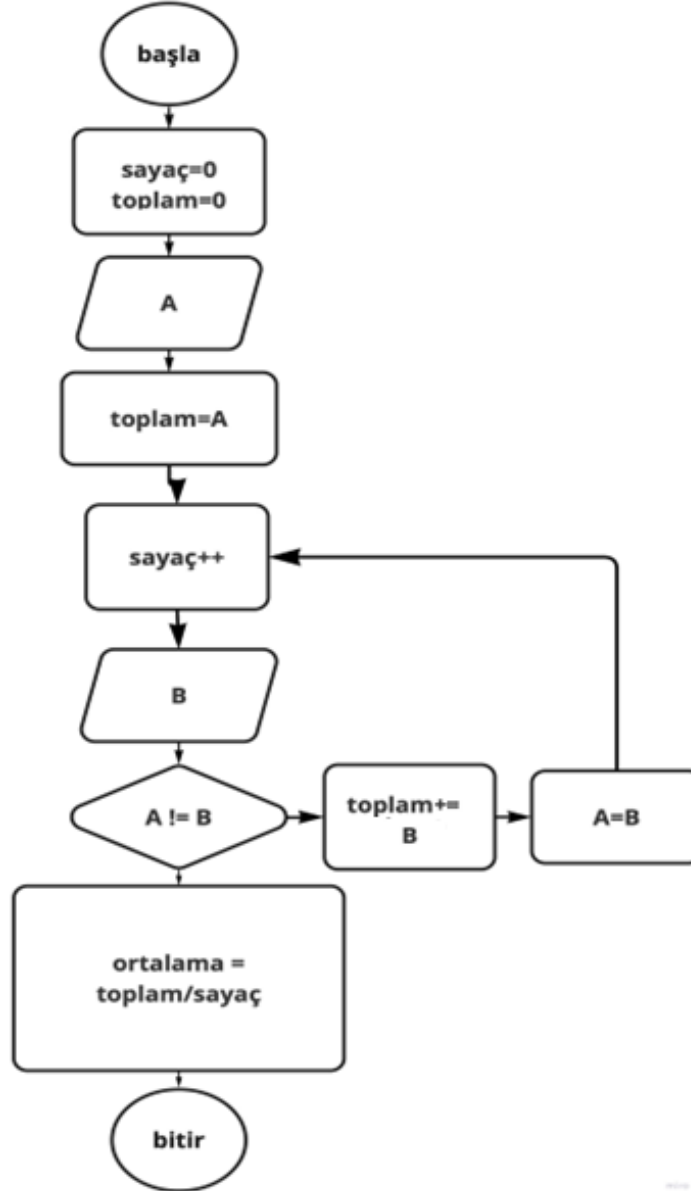 başla
sayaç=0
toplam=0
A
toplam=A
sayaç++
B
A != B
toplam+=
B
A=B
ortalama =
toplam/sayaç
bitir